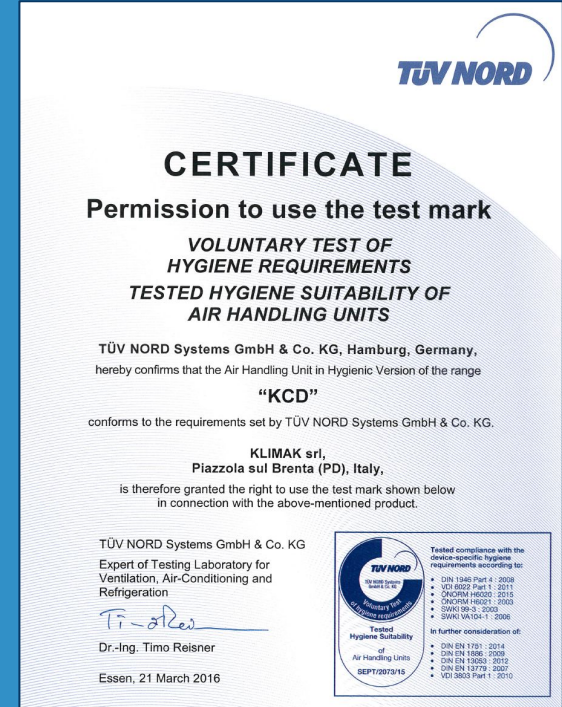 TÜV NORD
CERTIFICATE
Permission to use the test mark
VOLUNTARY TEST OF
HYGIENE REQUIREMENTS
TESTED HYGIENE SUITABILITY OF
AIR HANDLING UNITS
TÜV NORD Systems GmbH & Co. KG, Hamburg, Germany,
hereby confirms that the Air Handling Unit in Hygienic Version of the range
“KCD”
conforms to the requirements set by TÜV NORD Systems GmbH & Co. KG.
KLIMAK srl,
Piazzola sul Brenta (PD), Italy,
is therefore granted the right to use the test mark shown below
in connection with the above-mentioned product.
TÜV NORD Systems GmbH & Co. KG
Expert of Testing Laboratory for
Ventilation, Air-Conditioning and
Refrigeration
Dr.-Ing. Timo Reisner
Essen, 21 March 2016
TÜV NORD
TÜV NORD Systems
GmbH & Co. KG
Voluntary Test
of hygiene requirements
Tested
Hygiene Suitability
of
Air Handling Units
SEPT/2073/15
Tested compliance with the
device-specific hygiene
requirements according to:
• DIN 1946 Part 4 : 2008
• VDI 6022 Part 1 : 2011
• ÖNORM H6020 : 2015
• ÖNORM H6021 : 2003
• SWKI 99-3 : 2003
• SWKI VA104-1 : 2006
In further consideration of:
• DIN EN 1751 : 2014
• DIN EN 1886 : 2009
• DIN EN 13053 : 2012
• DIN EN 13779 : 2007
• VDI 3803 Part 1 : 2010